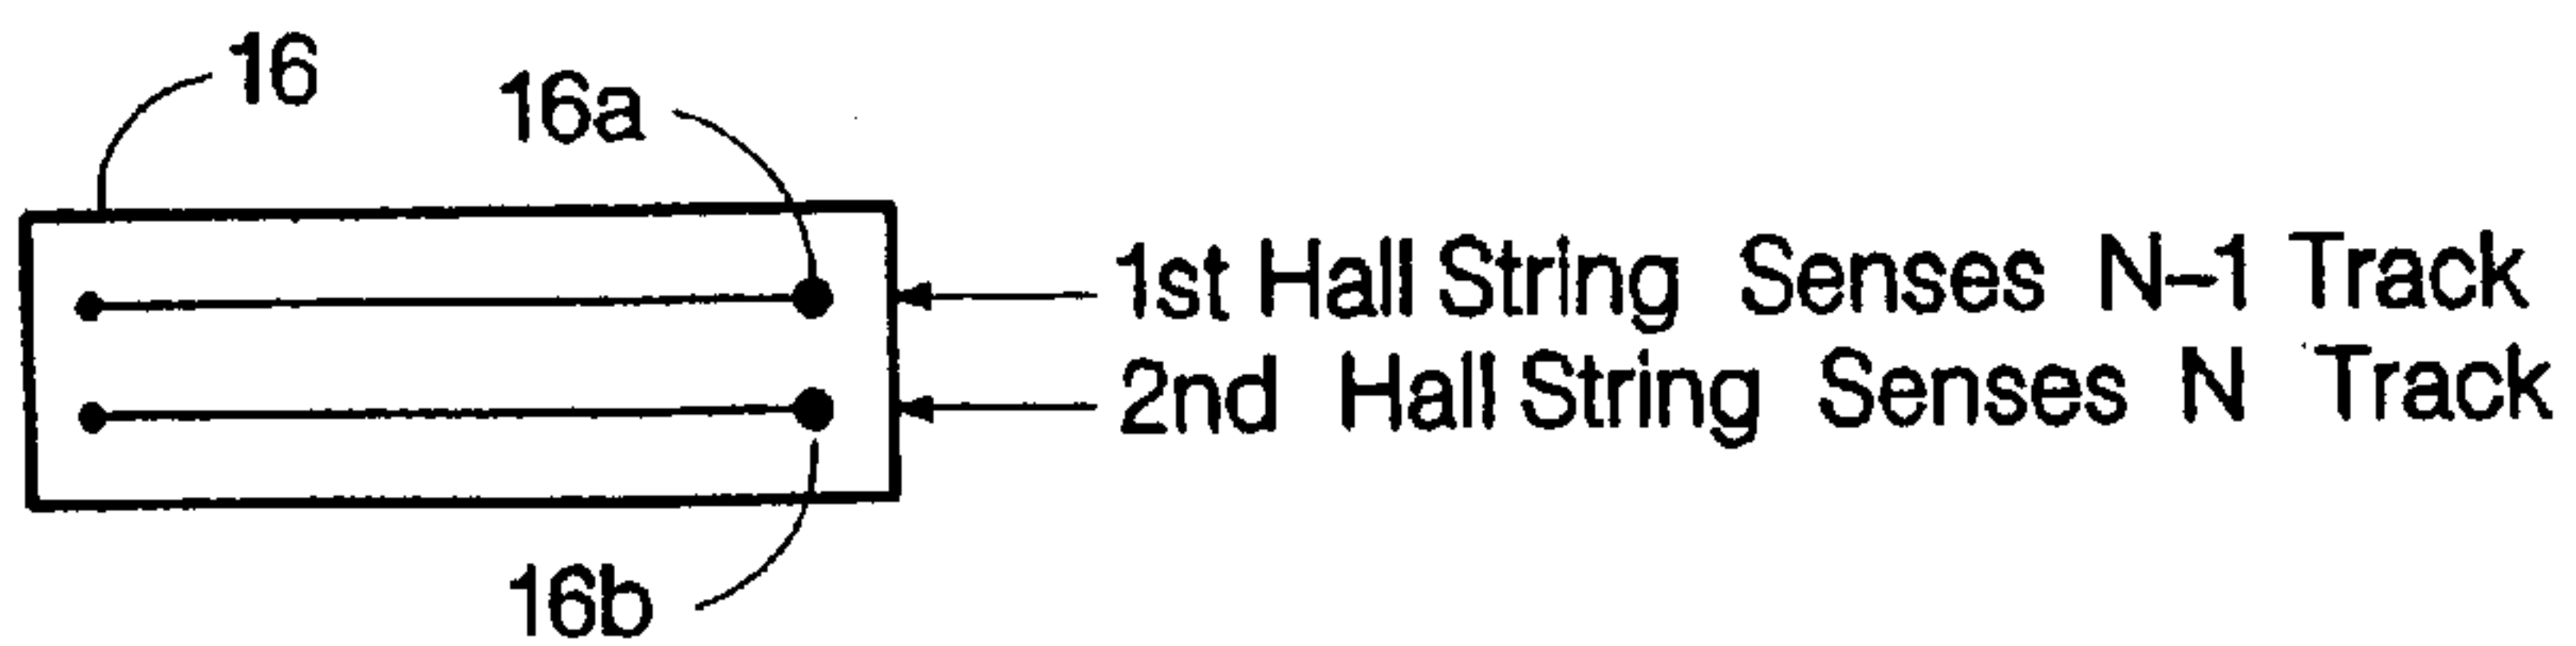 16
16a
1st Hall String Senses N–1 Track
2nd Hall String Senses N Track
16b